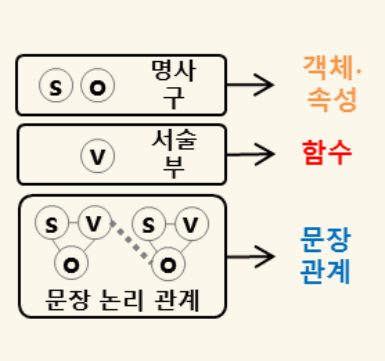 S O 명사
구
객체·
속성
V 서술
부
함수
S V S V
O O
문장 논리 관계
문장
관계